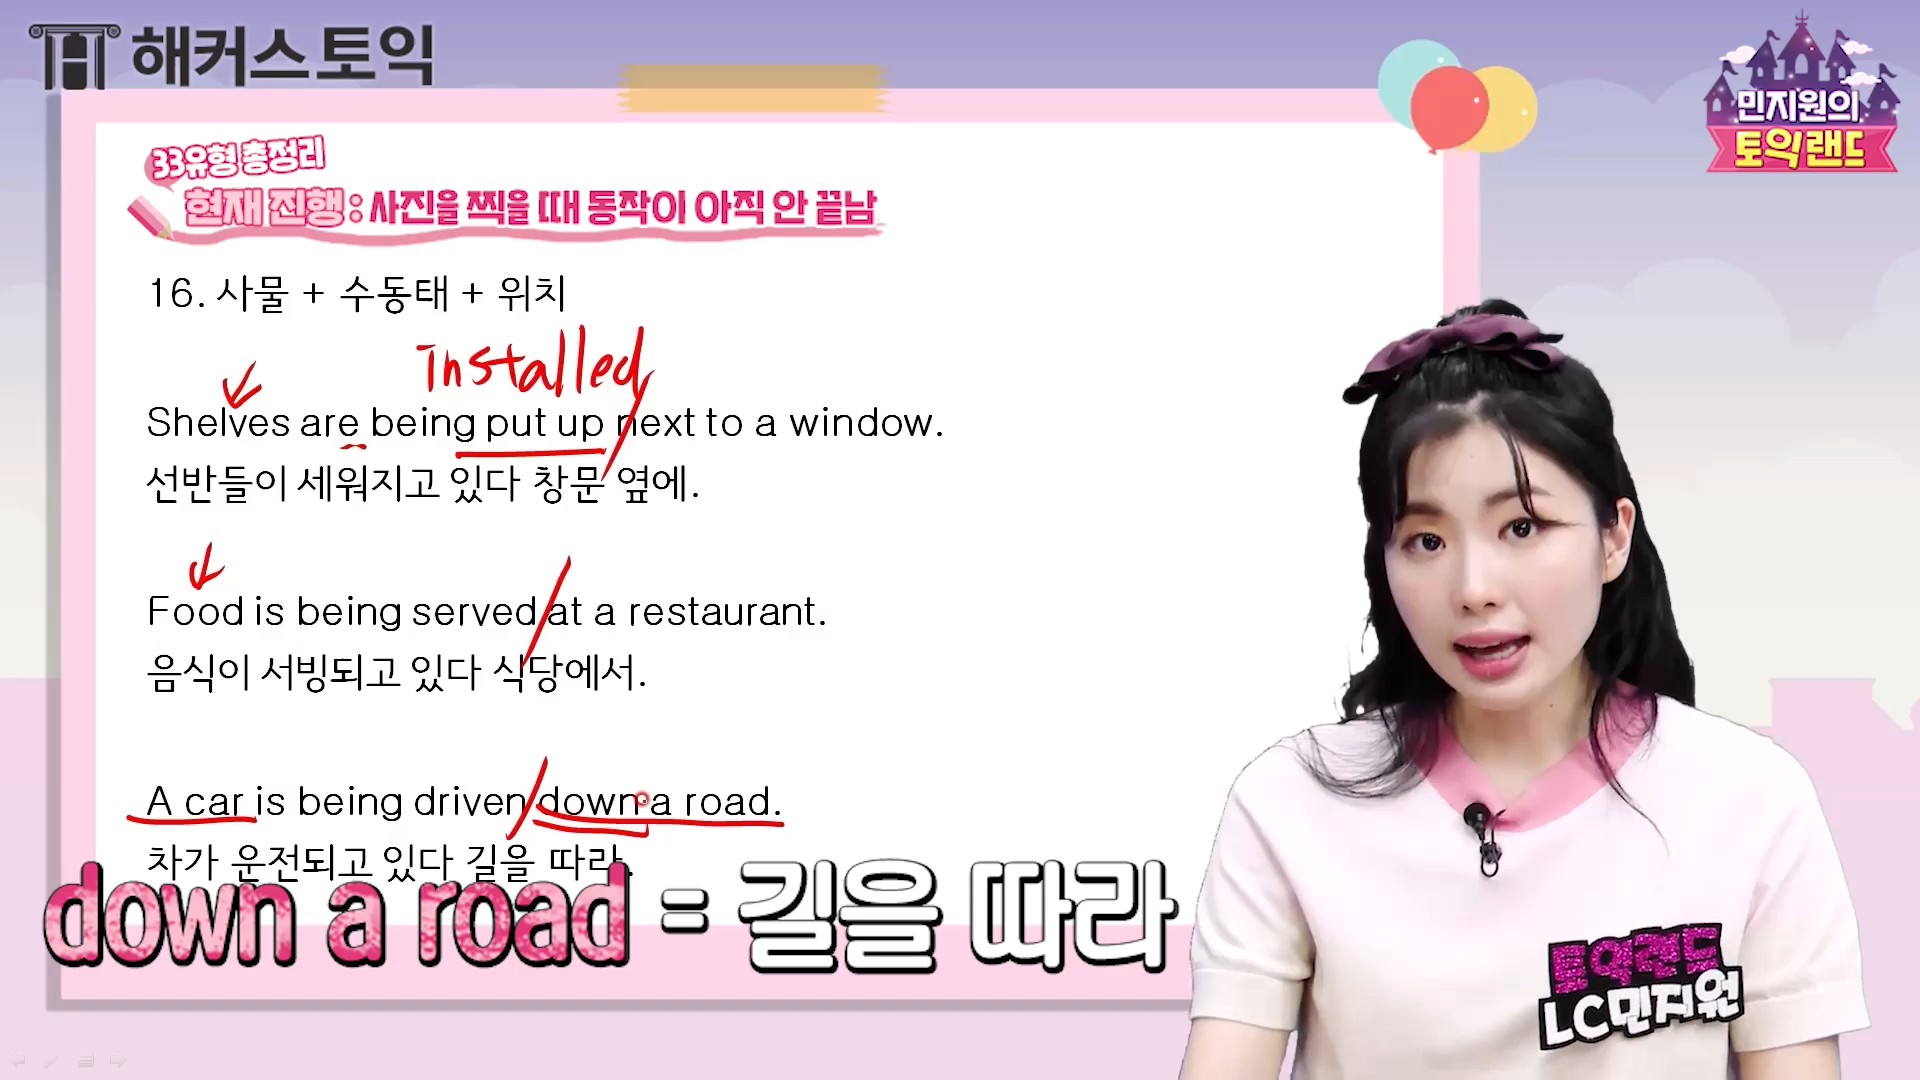 해커스토익
민지원의
토익랜드
33유형 총정리
현재 진행 : 사진을 찍을 때 동작이 아직 안 끝남
16. 사물 + 수동태 + 위치
installed
Shelves are being put up next to a window.
선반들이 세워지고 있다 창문 옆에.
Food is being served at a restaurant.
음식이 서빙되고 있다 식당에서.
A car is being driven down a road.
차가 운전되고 있다 길을 따라.
down a road = 길을 따라
토익랜드
LC민지원